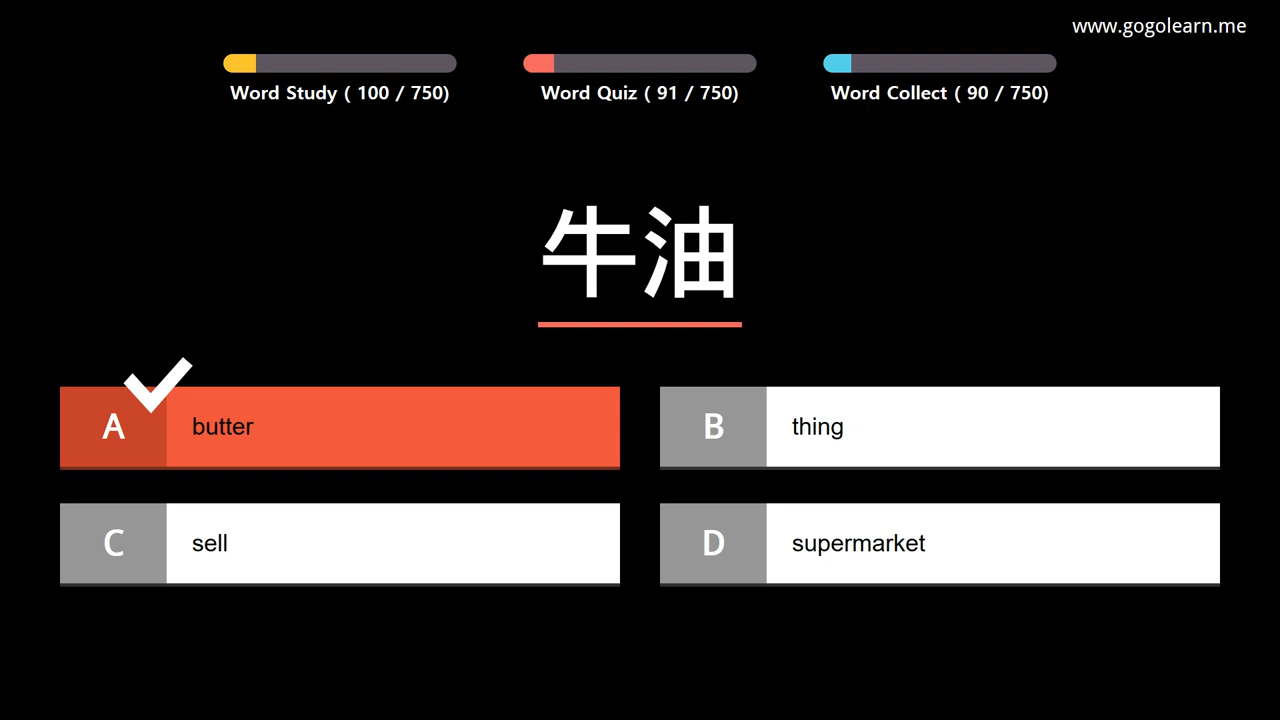 www.gogolearn.me
Word Study ( 100 / 750)
Word Quiz ( 91 / 750)
Word Collect ( 90 / 750)
牛油
A butter
B thing
C sell
D supermarket